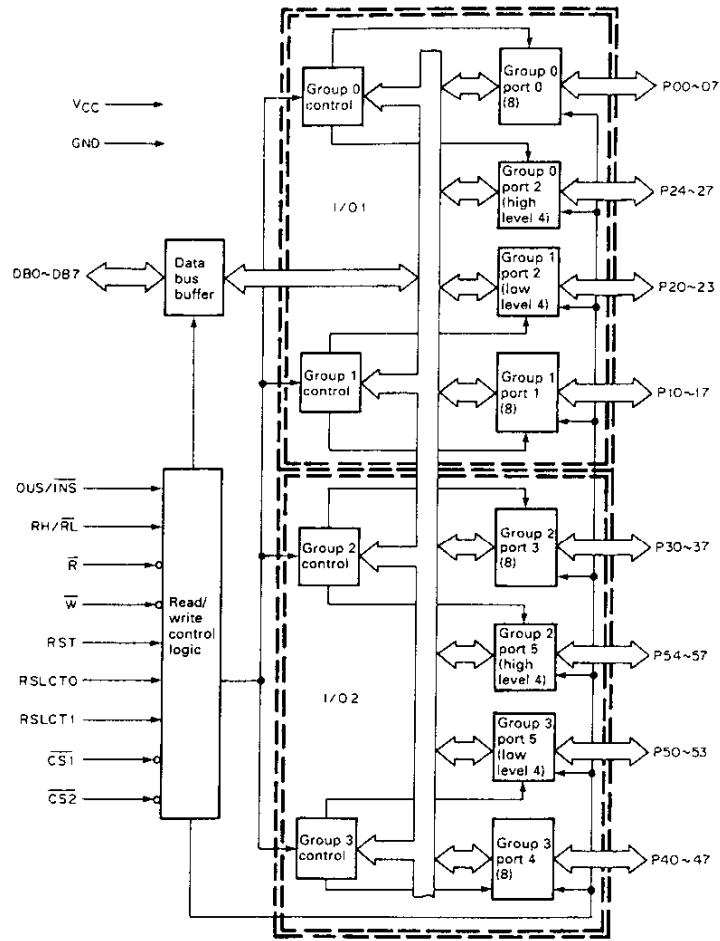 VCC
GND
DB0~DB7
Data
bus
buffer
OUS/INS
RH/RL
R
W
RST
RSLCT0
RSLCT1
CS1
CS2
Read/
write
control
logic
I/O1
Group 0
control
Group 1
control
Group 0
port 0
(8)
P00~07
Group 0
port 2
(high
level 4)
P24~27
Group 1
port 2
(low
level 4)
P20~23
Group 1
port 1
(8)
P10~17
I/O2
Group 2
control
Group 3
control
Group 2
port 3
(8)
P30~37
Group 2
port 5
(high
level 4)
P54~57
Group 3
port 5
(low
level 4)
P50~53
Group 3
port 4
(8)
P40~47